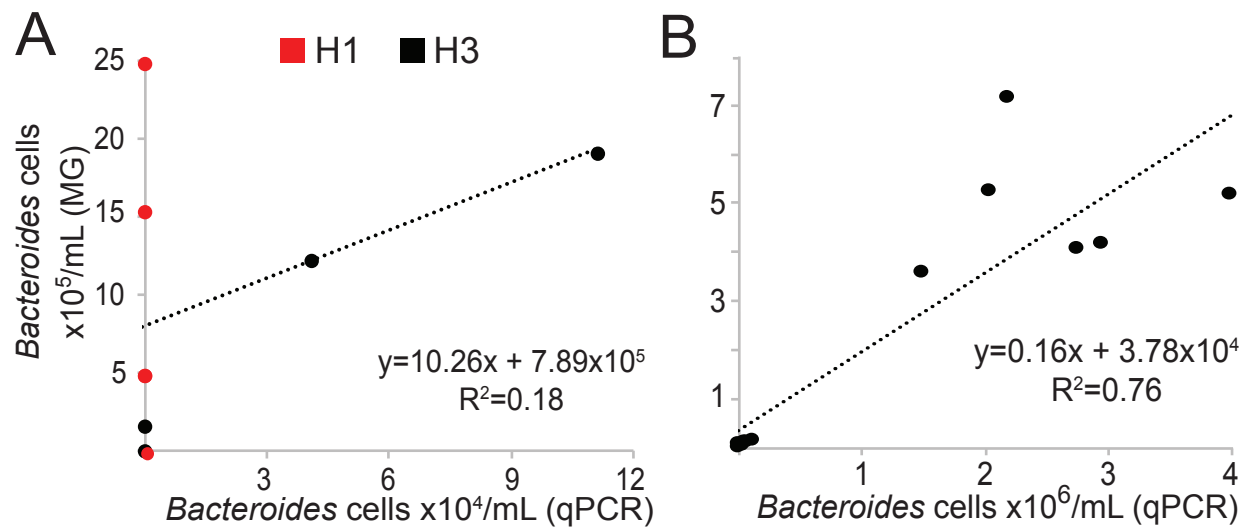 A
H1 H3
25
20
15
10
5
Bacteroides cells
x10⁵/mL (MG)
y=10.26x + 7.89x10⁵
R²=0.18
3 6 9 12
Bacteroides cells x10⁴/mL (qPCR)
B
7
5
3
1
y=0.16x + 3.78x10⁴
R²=0.76
1 2 3 4
Bacteroides cells x10⁶/mL (qPCR)